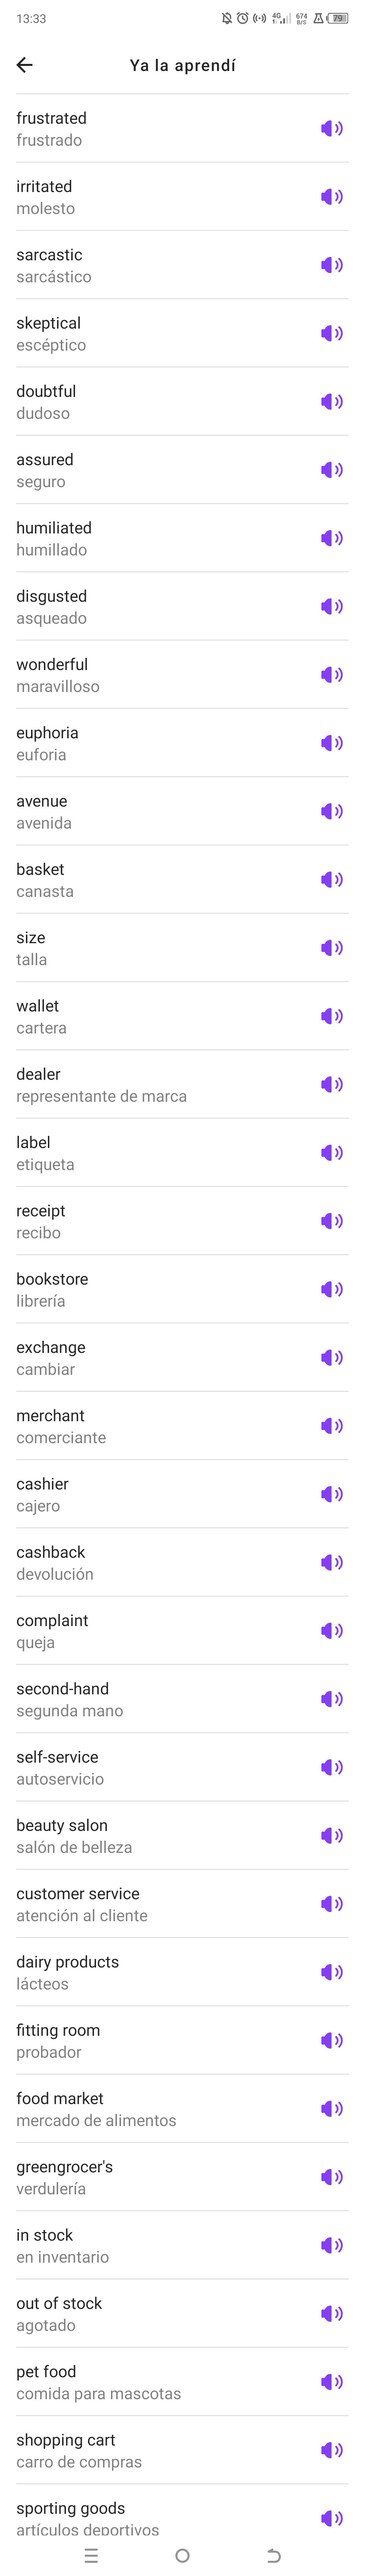 13:33
4G
674
B/S
79
Ya la aprendí
frustrated
frustrado
irritated
molesto
sarcastic
sarcástico
skeptical
escéptico
doubtful
dudoso
assured
seguro
humiliated
humillado
disgusted
asqueado
wonderful
maravilloso
euphoria
euforia
avenue
avenida
basket
canasta
size
talla
wallet
cartera
dealer
representante de marca
label
etiqueta
receipt
recibo
bookstore
librería
exchange
cambiar
merchant
comerciante
cashier
cajero
cashback
devolución
complaint
queja
second-hand
segunda mano
self-service
autoservicio
beauty salon
salón de belleza
customer service
atención al cliente
dairy products
lácteos
fitting room
probador
food market
mercado de alimentos
greengrocer's
verdulería
in stock
en inventario
out of stock
agotado
pet food
comida para mascotas
shopping cart
carro de compras
sporting goods
artículos deportivos